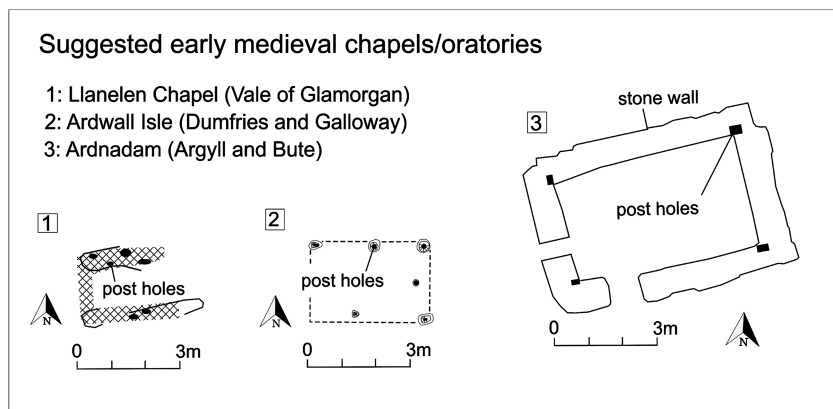 Suggested early medieval chapels/oratories
1: Llanelen Chapel (Vale of Glamorgan)
2: Ardwall Isle (Dumfries and Galloway)
3: Ardnadam (Argyll and Bute)
1
post holes
N
0 3m
2
post holes
N
0 3m
3
stone wall
post holes
0 3m
N